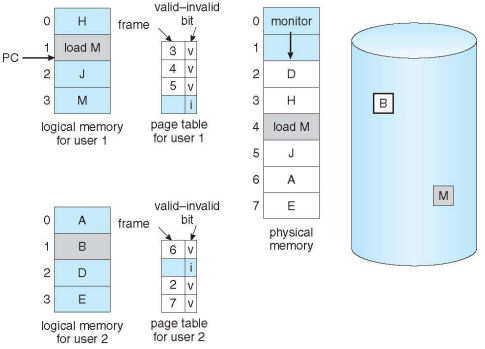 valid–invalid
bit
frame
PC
0 H
1 load M
2 J
3 M
3 v
4 v
5 v
i
logical memory
for user 1
page table
for user 1
0 monitor
1
2 D
3 H
4 load M
5 J
6 A
7 E
physical
memory
B
M
valid–invalid
bit
frame
0 A
1 B
2 D
3 E
6 v
i
2 v
7 v
logical memory
for user 2
page table
for user 2